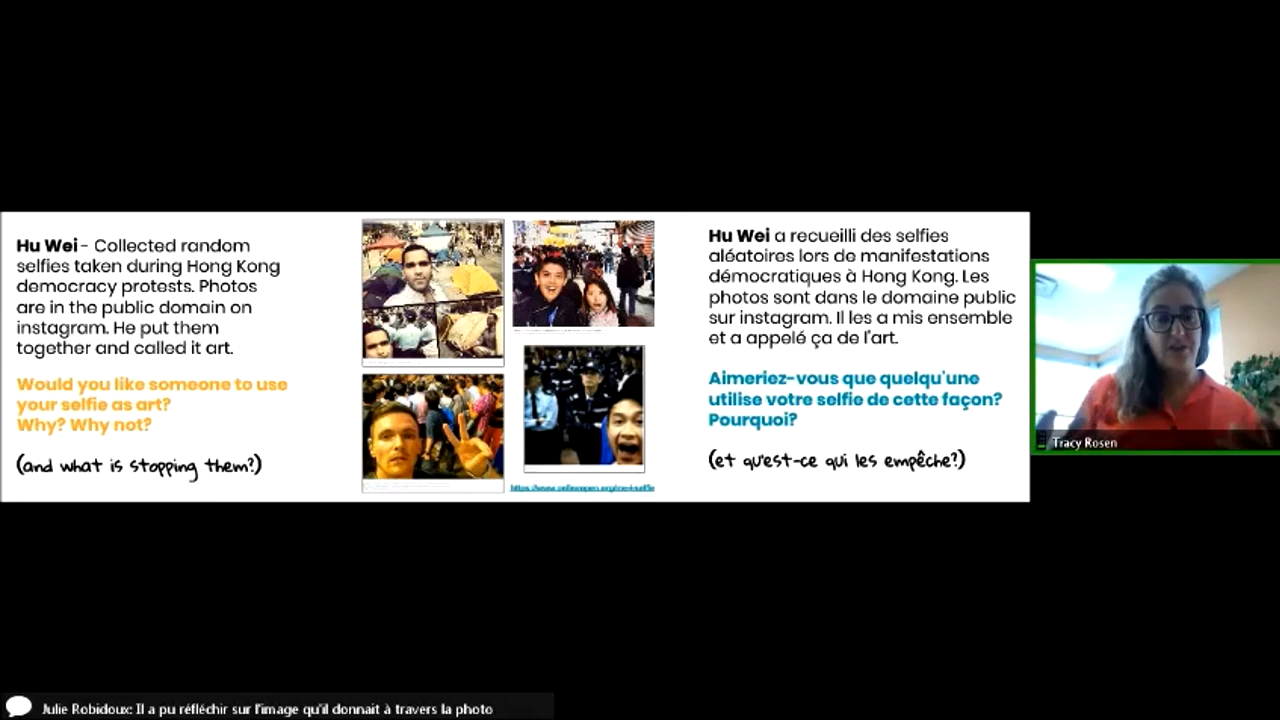 Hu Wei - Collected random
selfies taken during Hong Kong
democracy protests. Photos
are in the public domain on
instagram. He put them
together and called it art.
Would you like someone to use
your selfie as art?
Why? Why not?
(and what is stopping them?)
Hu Wei a recueilli des selfies
aléatoires lors de manifestations
démocratiques à Hong Kong. Les
photos sont dans le domaine public
sur instagram. Il les a mis ensemble
et a appelé ça de l'art.
Aimeriez-vous que quelqu'une
utilise votre selfie de cette façon?
Pourquoi?
(et qu'est-ce qui les empêche?)
Tracy Rosen
Julie Robidoux: Il a pu réfléchir sur l'image qu'il donnait à travers la photo